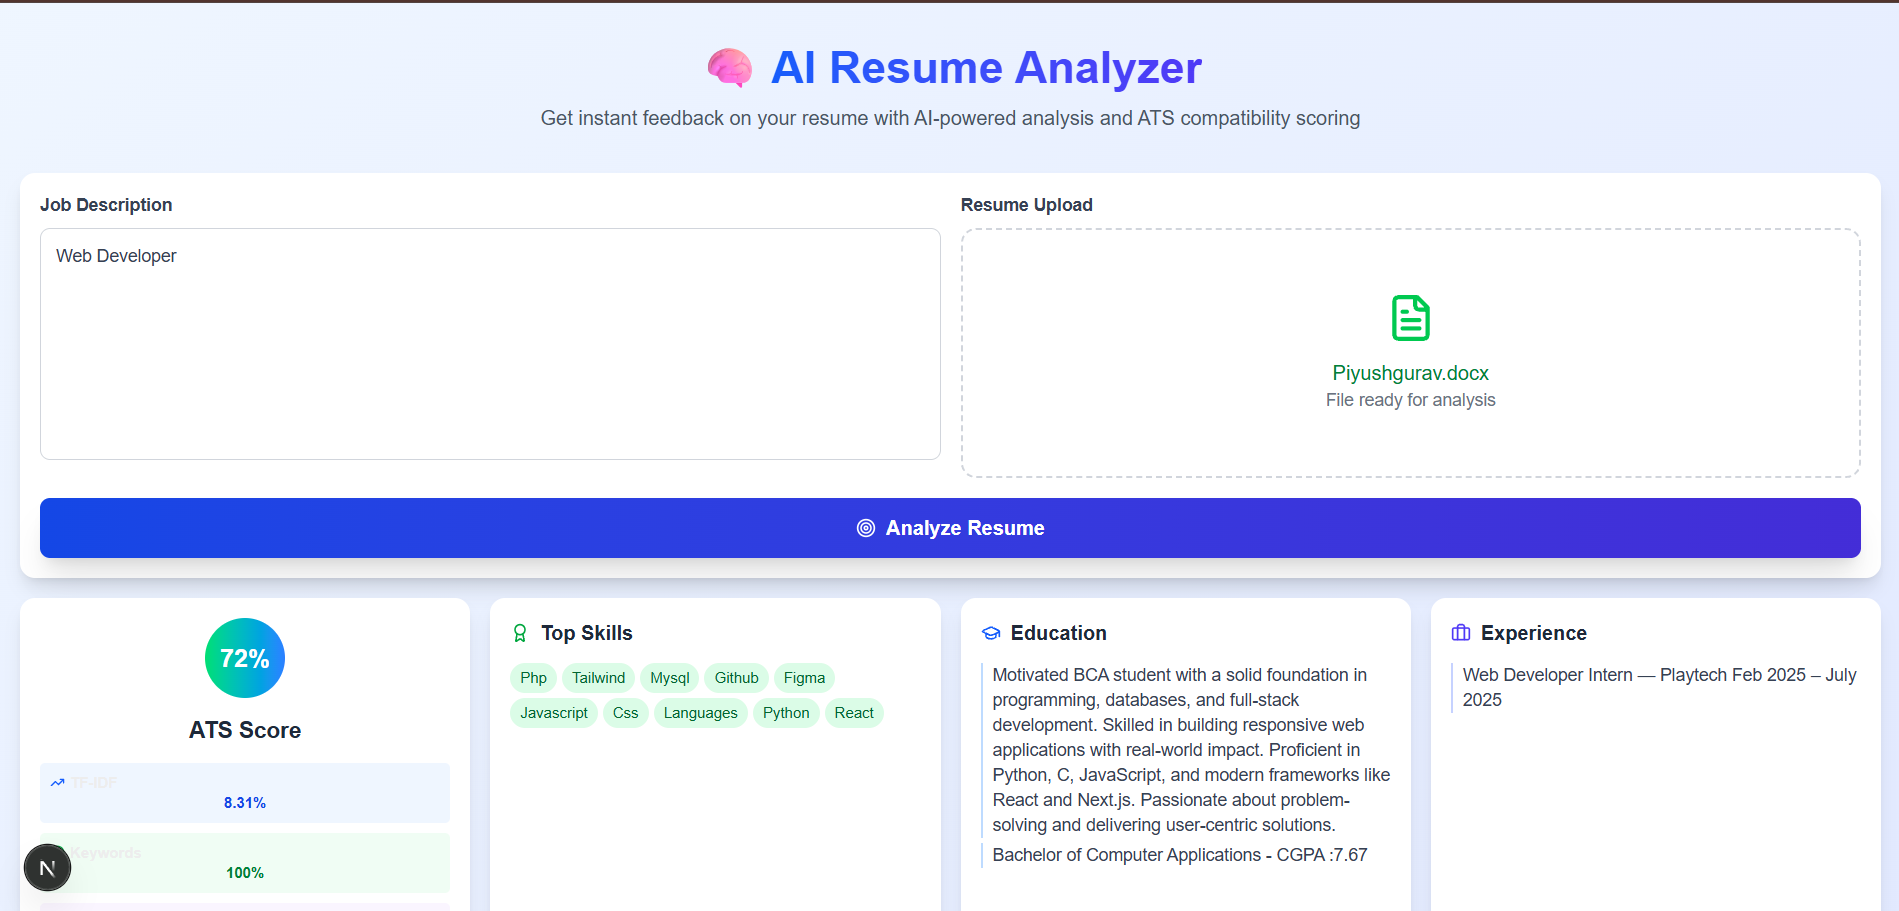 AI Resume Analyzer
Get instant feedback on your resume with AI-powered analysis and ATS compatibility scoring
Job Description
Web Developer
Resume Upload
Piyushgurav.docx
File ready for analysis
Analyze Resume
72%
ATS Score
TF-IDF
8.31%
Keywords
100%
N
Top Skills
Php Tailwind Mysql Github Figma
Javascript Css Languages Python React
Education
Motivated BCA student with a solid foundation in
programming, databases, and full-stack
development. Skilled in building responsive web
applications with real-world impact. Proficient in
Python, C, JavaScript, and modern frameworks like
React and Next.js. Passionate about problem-
solving and delivering user-centric solutions.
Bachelor of Computer Applications - CGPA :7.67
Experience
Web Developer Intern — Playtech Feb 2025 – July
2025